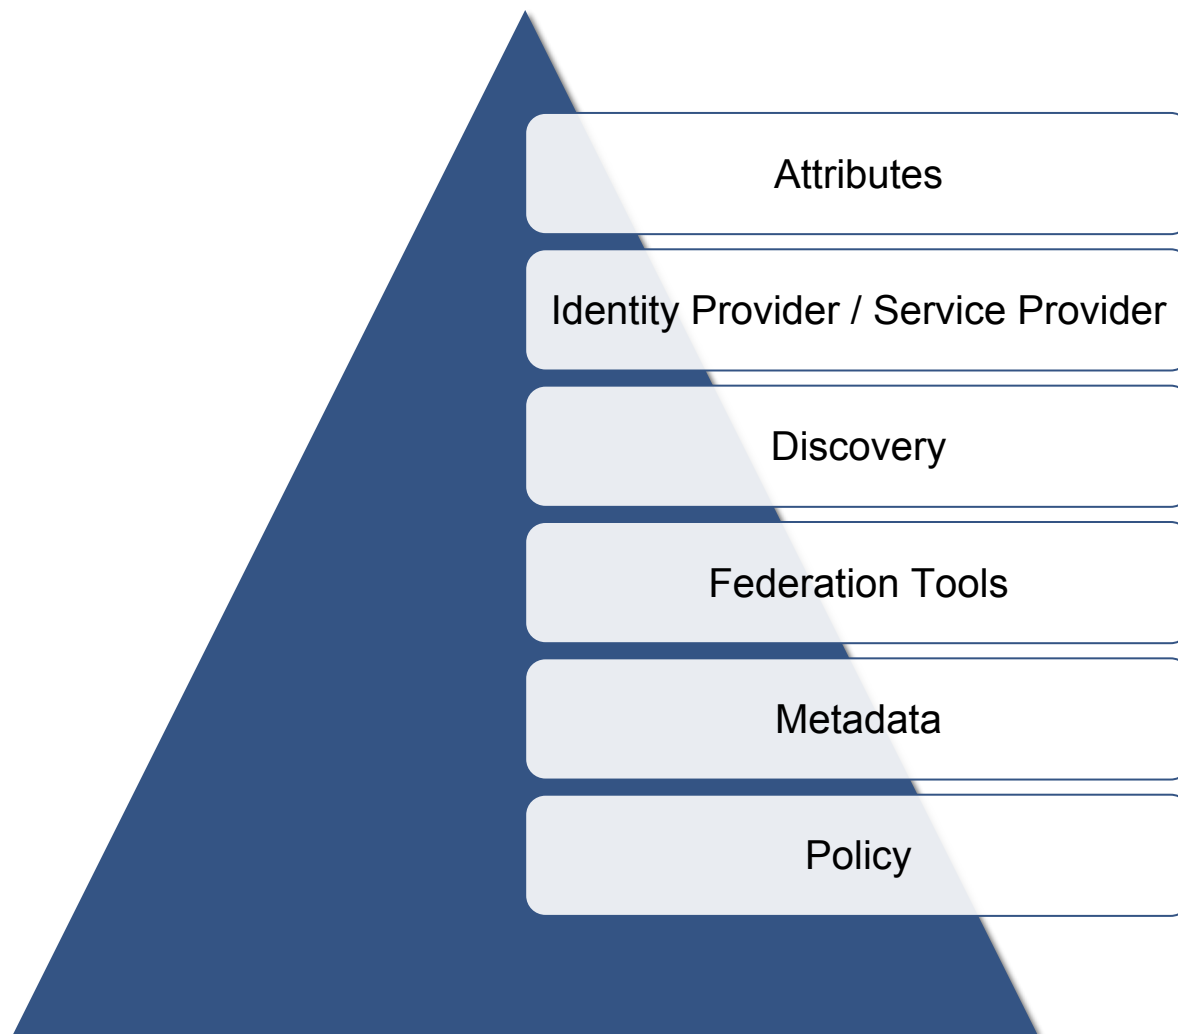 Attributes
Identity Provider / Service Provider
Discovery
Federation Tools
Metadata
Policy